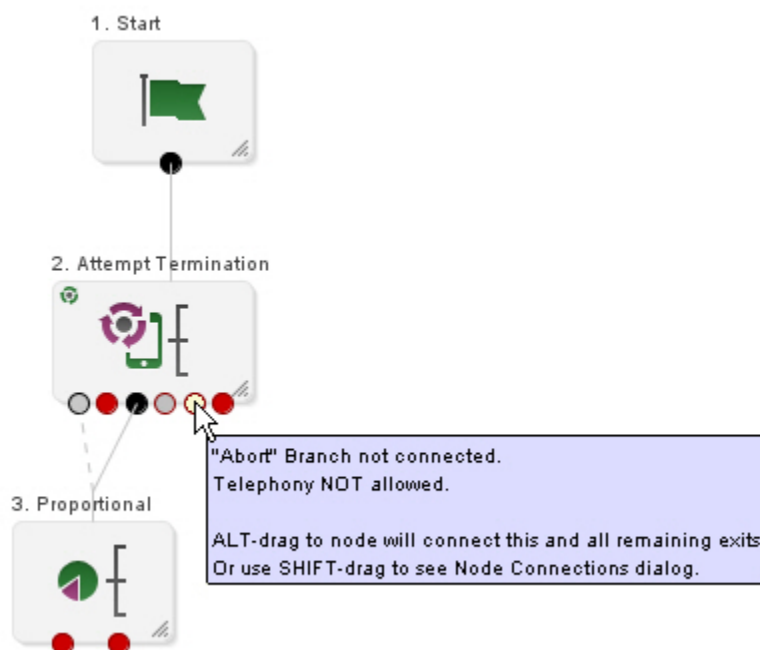 1. Start
2. Attempt Termination
"Abort" Branch not connected.
Telephony NOT allowed.
ALT-drag to node will connect this and all remaining exits
Or use SHIFT-drag to see Node Connections dialog.
3. Proportional